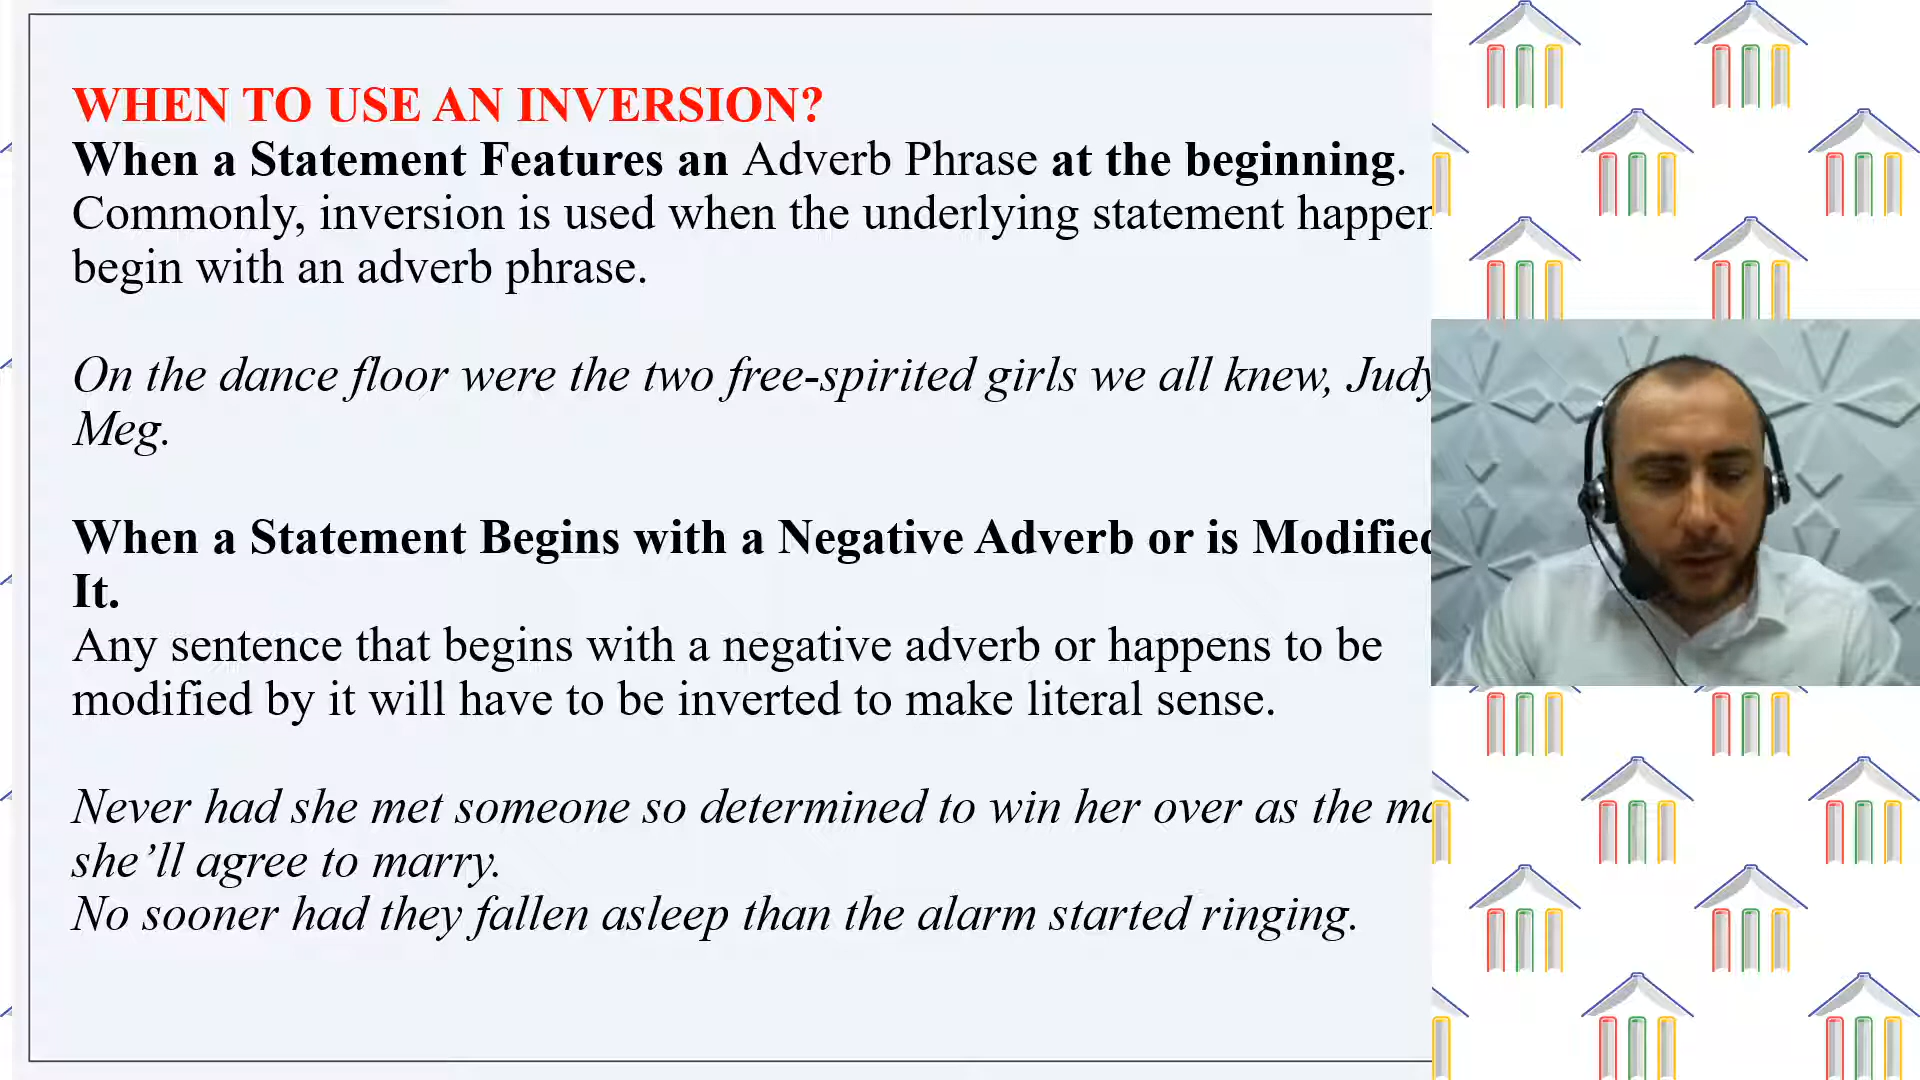 WHEN TO USE AN INVERSION?
When a Statement Features an Adverb Phrase at the beginning.
Commonly, inversion is used when the underlying statement happen
begin with an adverb phrase.
On the dance floor were the two free-spirited girls we all knew, Judy
Meg.
When a Statement Begins with a Negative Adverb or is Modified
It.
Any sentence that begins with a negative adverb or happens to be
modified by it will have to be inverted to make literal sense.
Never had she met someone so determined to win her over as the
she’ll agree to marry.
No sooner had they fallen asleep than the alarm started ringing.